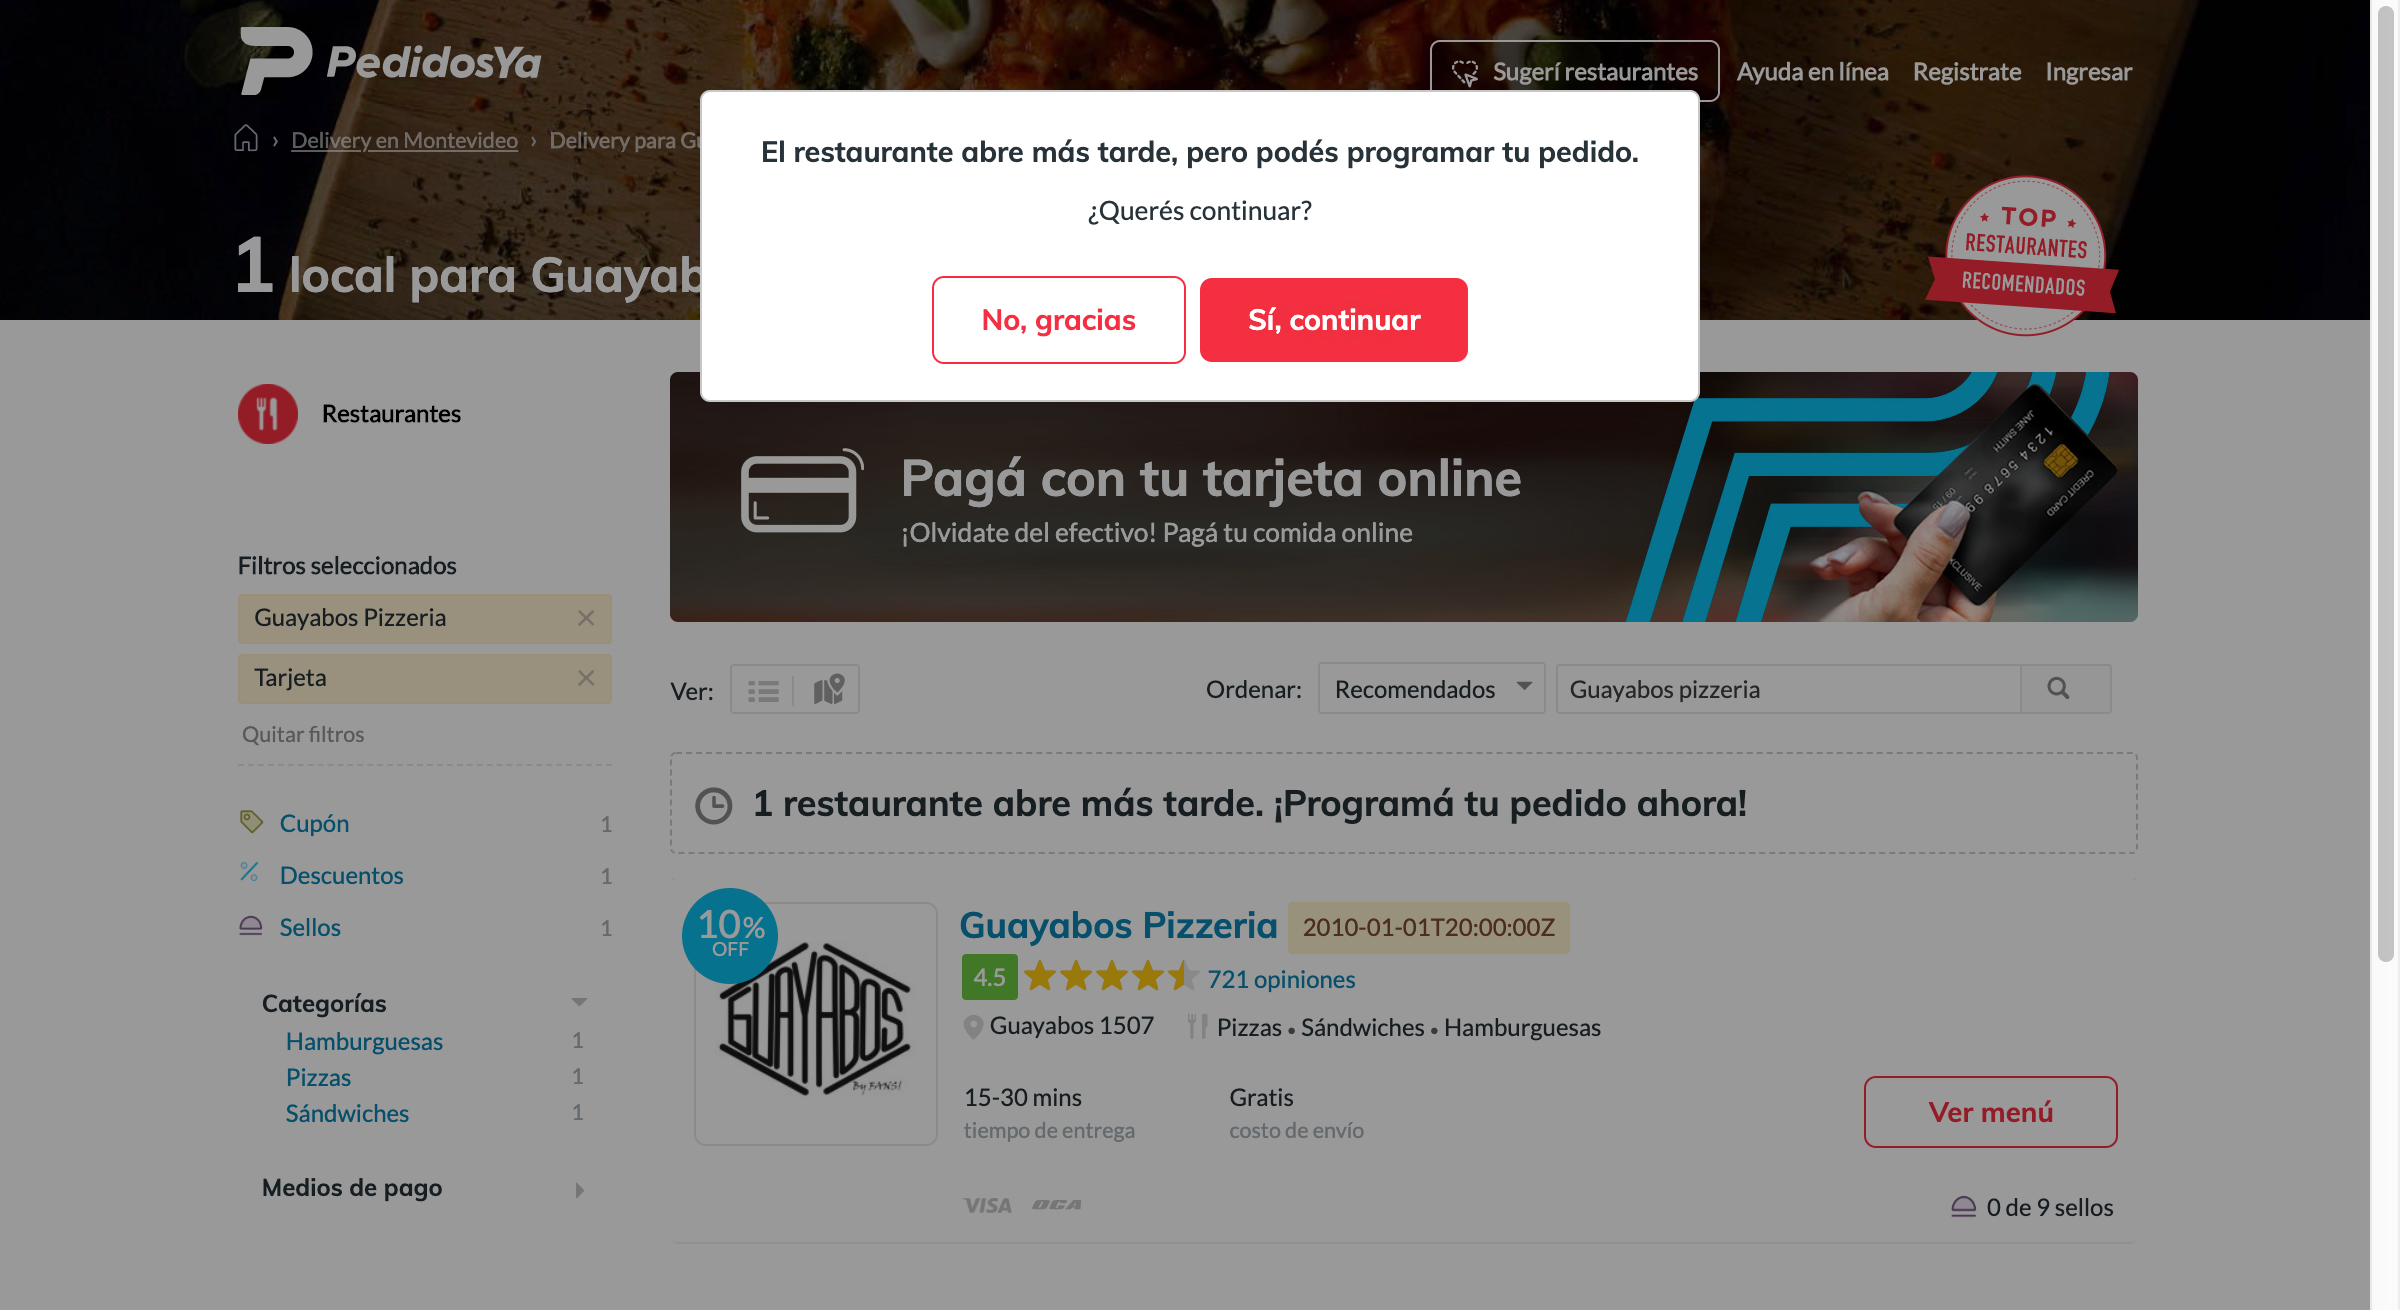 PedidosYa
Sugerí restaurantes
Ayuda en línea
Registrate
Ingresar
› Delivery en Montevideo › Delivery para
El restaurante abre más tarde, pero podés programar tu pedido.
¿Querés continuar?
No, gracias
Sí, continuar
1 local para
TOP
RESTAURANTES
RECOMENDADOS
Restaurantes
Pagá con tu tarjeta online
¡Olvidate del efectivo! Pagá tu comida online
JANE SMITH
CREDIT CARD
Filtros seleccionados
Guayabos Pizzeria
Tarjeta
Quitar filtros
Cupón 1
Descuentos 1
Sellos 1
Categorías
Hamburguesas 1
Pizzas 1
Sándwiches 1
Medios de pago
Ver:
Ordenar:
Recomendados
Guayabos pizzeria
1 restaurante abre más tarde. ¡Programá tu pedido ahora!
10%
OFF
GUAYABOS
Guayabos Pizzeria
2010-01-01T20:00:00Z
4.5
721 opiniones
Guayabos 1507
Pizzas • Sándwiches • Hamburguesas
15-30 mins
tiempo de entrega
Gratis
costo de envío
Ver menú
VISA OCA
0 de 9 sellos